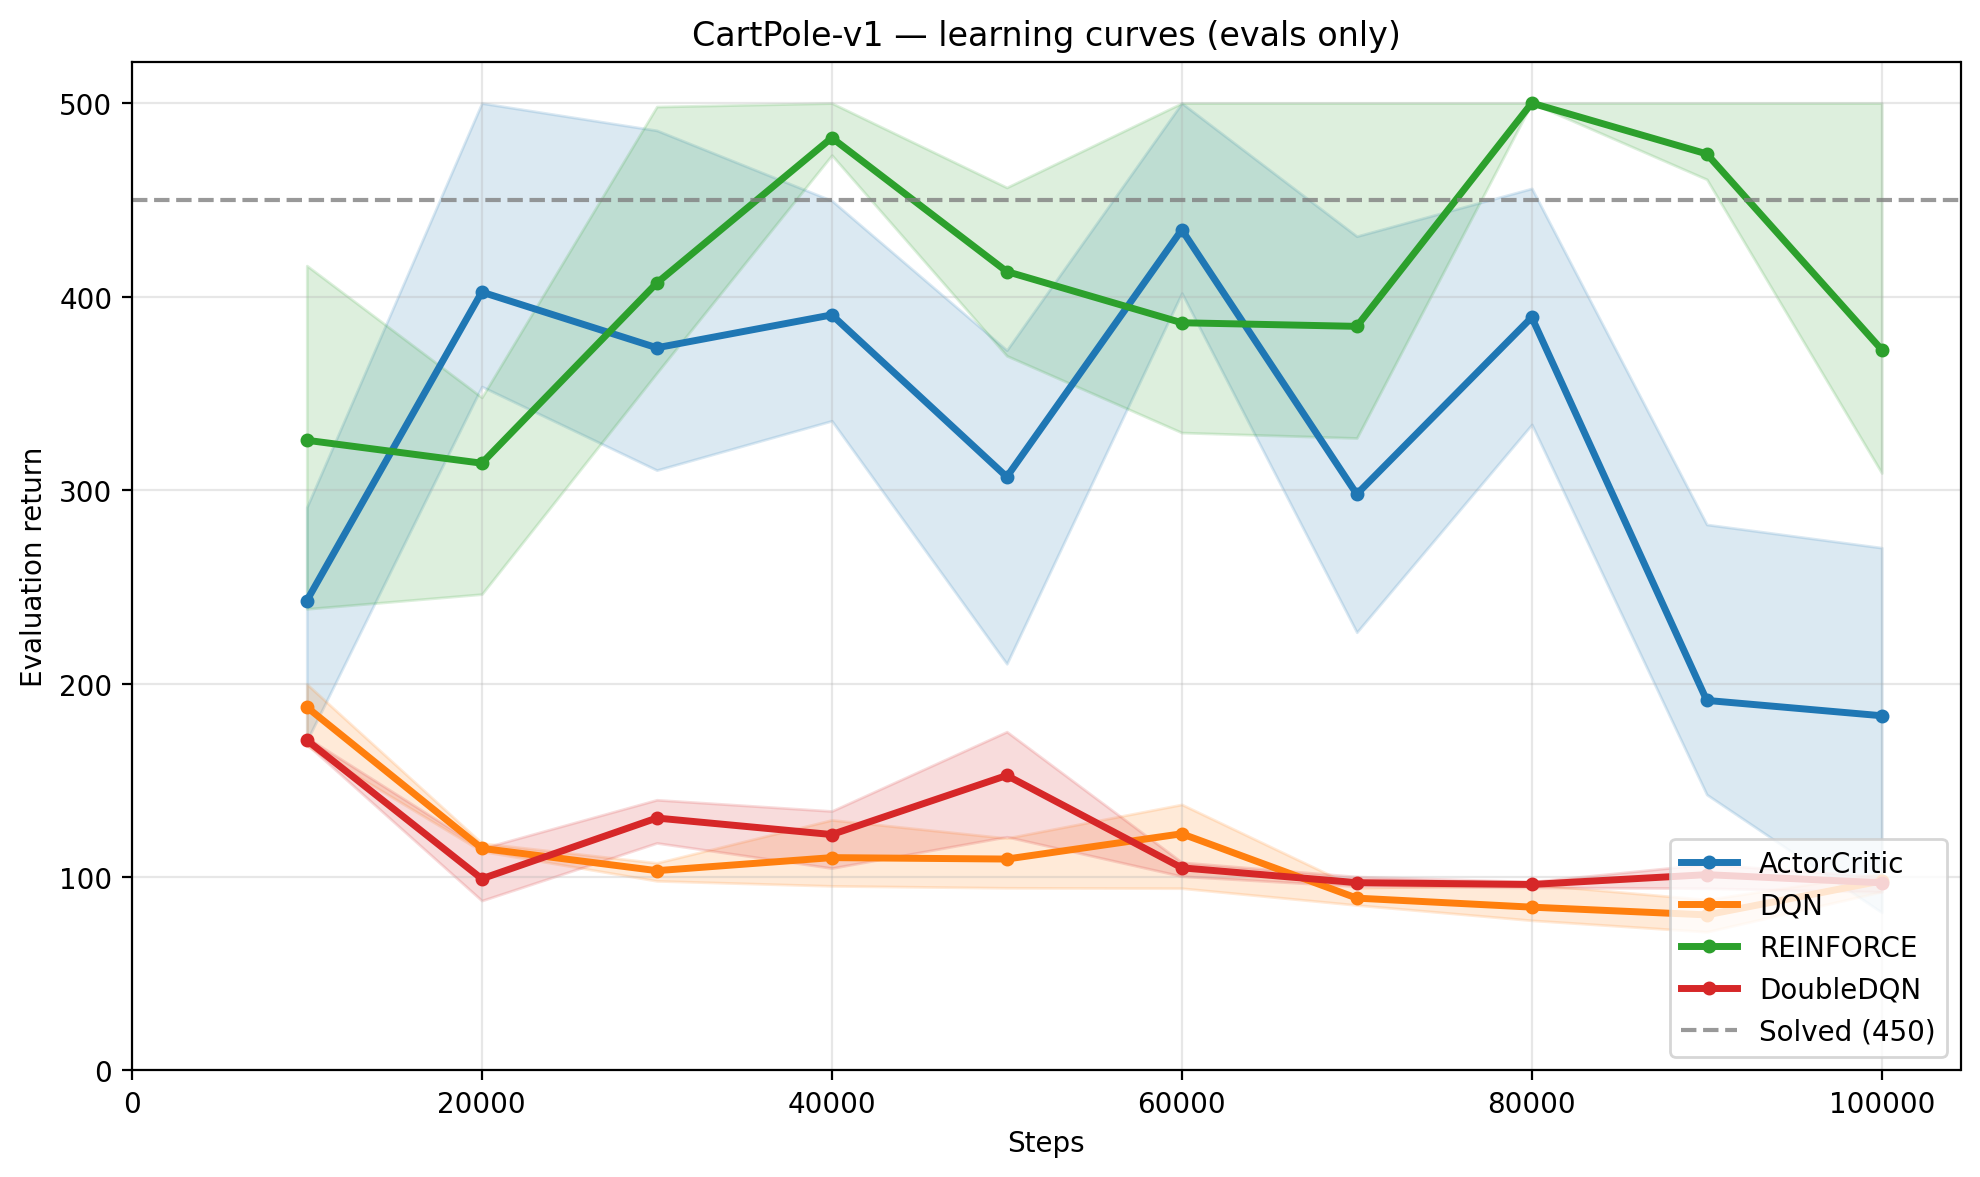 CartPole-v1 — learning curves (evals only)
500
400
300
200
100
0
Evaluation return
0
20000
40000
60000
80000
100000
Steps
ActorCritic
DQN
REINFORCE
DoubleDQN
Solved (450)